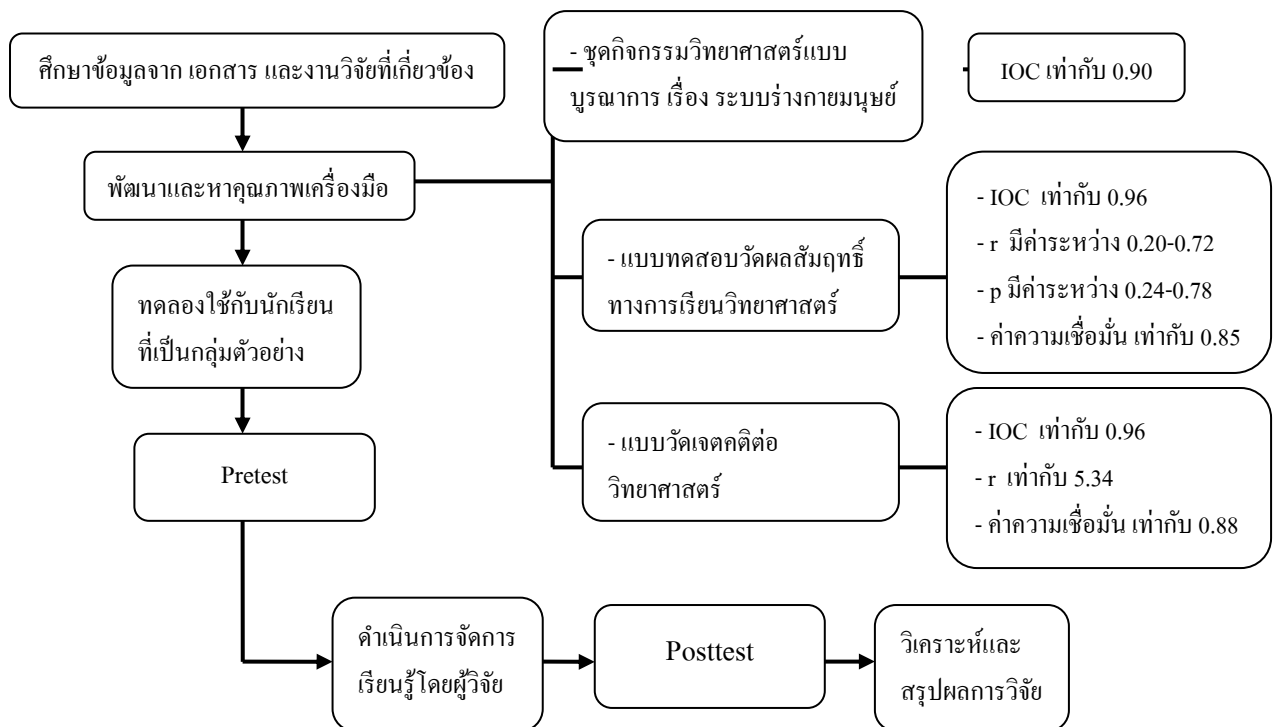 ศึกษาข้อมูลจาก เอกสาร และงานวิจัยที่เกี่ยวข้อง
พัฒนาและหาคุณภาพเครื่องมือ
- ชุดกิจกรรมวิทยาศาสตร์แบบ
บูรณาการ เรื่อง ระบบร่างกายมนุษย์
IOC เท่ากับ 0.90
- แบบทดสอบวัดผลสัมฤทธิ์
ทางการเรียนวิทยาศาสตร์
- IOC เท่ากับ 0.96
- r มีค่าระหว่าง 0.20-0.72
- p มีค่าระหว่าง 0.24-0.78
- ค่าความเชื่อมั่น เท่ากับ 0.85
- แบบวัดเจตคติต่อ
วิทยาศาสตร์
- IOC เท่ากับ 0.96
- r เท่ากับ 5.34
- ค่าความเชื่อมั่น เท่ากับ 0.88
ทดลองใช้กับนักเรียน
ที่เป็นกลุ่มตัวอย่าง
Pretest
ดำเนินการจัดการ
เรียนรู้โดยผู้วิจัย
Posttest
วิเคราะห์และ
สรุปผลการวิจัย